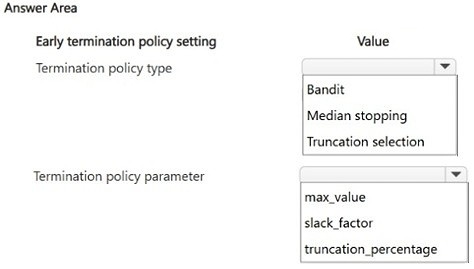 Answer Area
Early termination policy setting Value
Termination policy type
Bandit
Median stopping
Truncation selection
Termination policy parameter
max_value
slack_factor
truncation_percentage